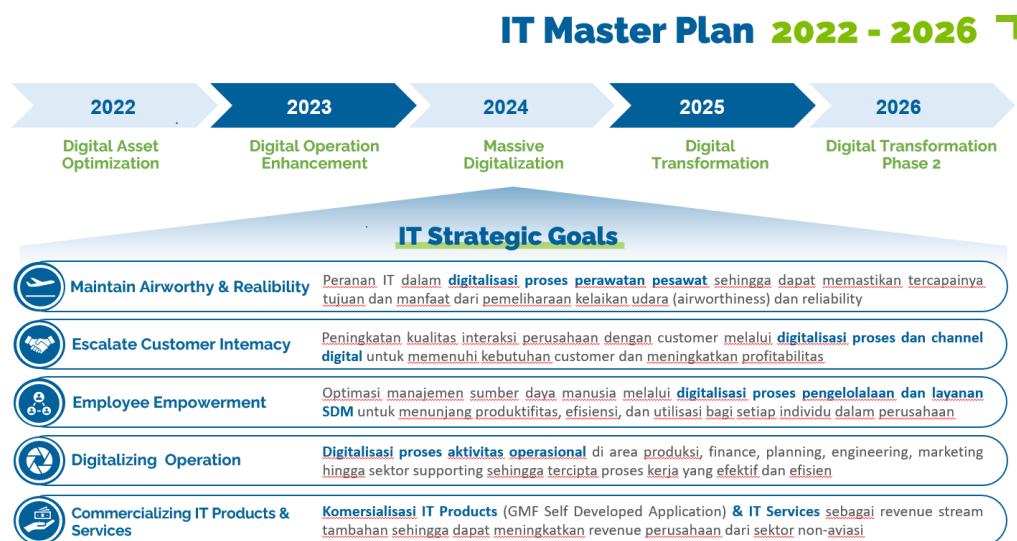 IT Master Plan 2022 - 2026
2022
2023
2024
2025
2026
Digital Asset
Optimization
Digital Operation
Enhancement
Massive
Digitalization
Digital
Transformation
Digital Transformation
Phase 2
IT Strategic Goals
Maintain Airworthy & Realibility
Peranan IT dalam digitalisasi proses perawatan pesawat sehingga dapat memastikan tercapainya
tujuan dan manfaat dari pemeliharaan kelaikan udara (airworthiness) dan reliability
Escalate Customer Intemacy
Peningkatan kualitas interaksi perusahaan dengan customer melalui digitalisasi proses dan channel
digital untuk memenuhi kebutuhan customer dan meningkatkan profitabilitas
Employee Empowerment
Optimasi manajemen sumber daya manusia melalui digitalisasi proses pengelolalaan dan layanan
SDM untuk menunjang produktifitas, efisiensi, dan utilisasi bagi setiap individu dalam perusahaan
Digitalizing Operation
Digitalisasi proses aktivitas operasional di area produksi, finance, planning, engineering, marketing
hingga sektor supporting sehingga tercipta proses kerja yang efektif dan efisien
Commercializing IT Products &
Services
Komersialisasi IT Products (GMF Self Developed Application) & IT Services sebagai revenue stream
tambahan sehingga dapat meningkatkan revenue perusahaan dari sektor non-aviasi